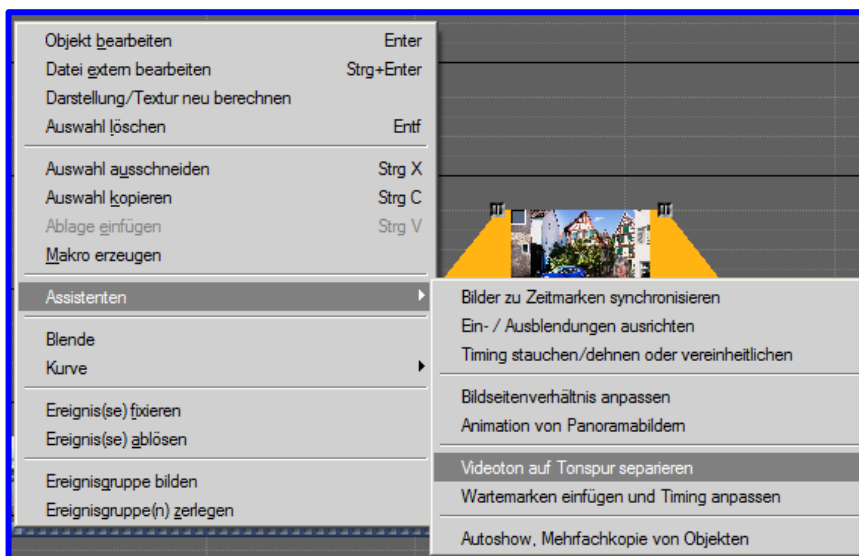 Objekt bearbeiten Enter
Datei extern bearbeiten Strg+Enter
Darstellung/Textur neu berechnen
Auswahl löschen Entf
Auswahl ausschneiden Strg X
Auswahl kopieren Strg C
Ablage einfügen Strg V
Makro erzeugen
Assistenten
Blende
Kurve
Ereignis(se) fixieren
Ereignis(se) ablösen
Ereignisgruppe bilden
Ereignisgruppe(n) zerlegen
Bilder zu Zeitmarken synchronisieren
Ein- / Ausblendungen ausrichten
Timing stauchen/dehnen oder vereinheitlichen
Bildseitenverhältnis anpassen
Animation von Panoramabildern
Videoton auf Tonspur separieren
Wartemarken einfügen und Timing anpassen
Autoshow, Mehrfachkopie von Objekten